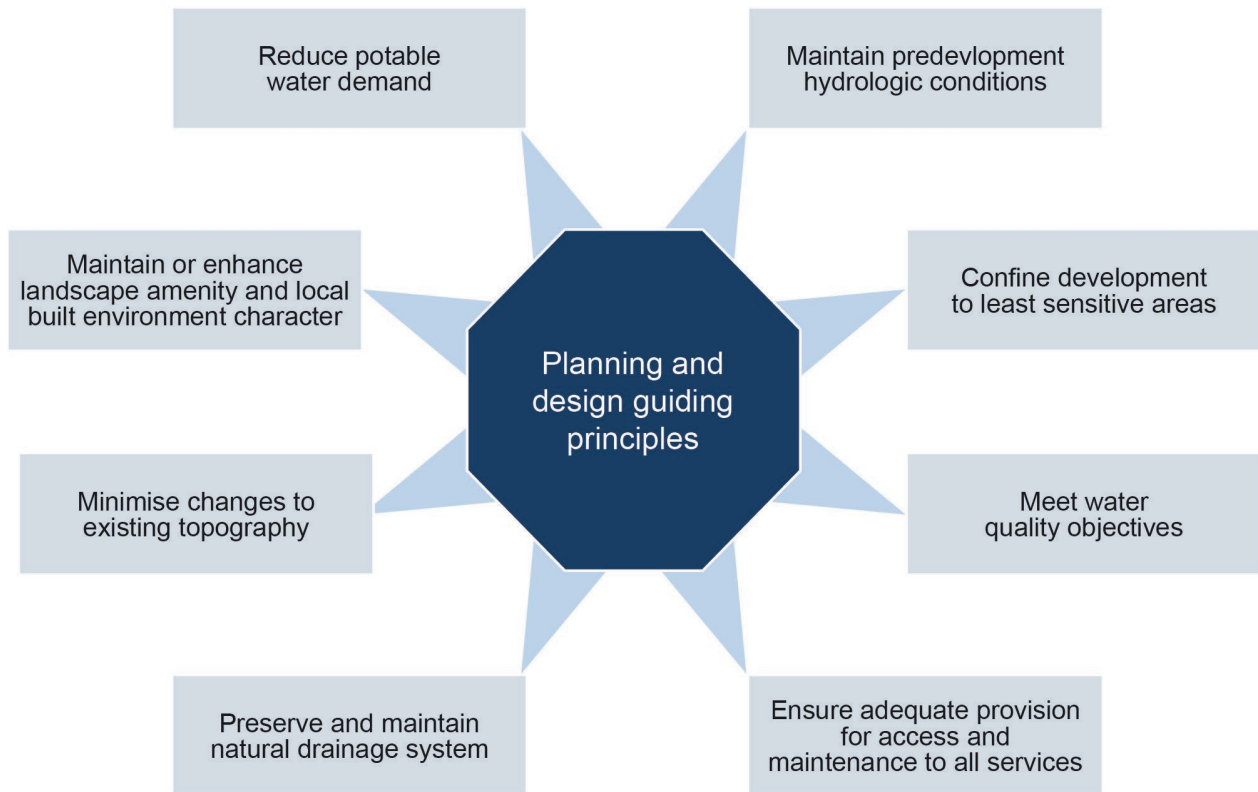 Reduce potable
water demand
Maintain predevlopment
hydrologic conditions
Maintain or enhance
landscape amenity and local
built environment character
Confine development
to least sensitive areas
Planning and
design guiding
principles
Minimise changes to
existing topography
Meet water
quality objectives
Preserve and maintain
natural drainage system
Ensure adequate provision
for access and
maintenance to all services